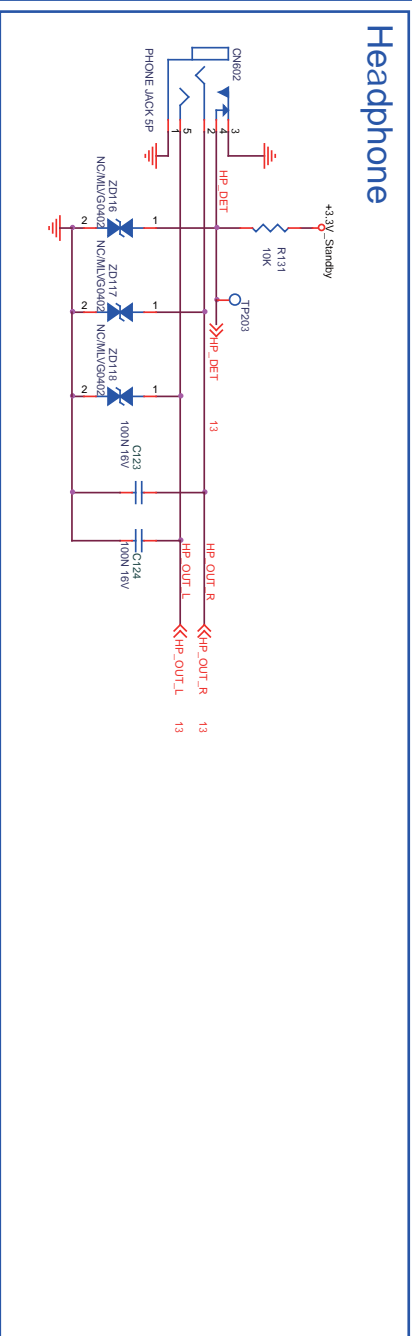 Headphone
+3.3V_Standby
R131
10K
TP203
CN602
3
4
2
5
1
PHONE JACK 5P
HP_DET
HP_DET
13
ZD116
NC/MLVG0402
1
2
ZD117
NC/MLVG0402
1
2
ZD118
NC/MLVG0402
1
2
C123
100N 16V
C124
100N 16V
HP_OUT_R
HP_OUT_L
HP_OUT_R
13
HP_OUT_L
13